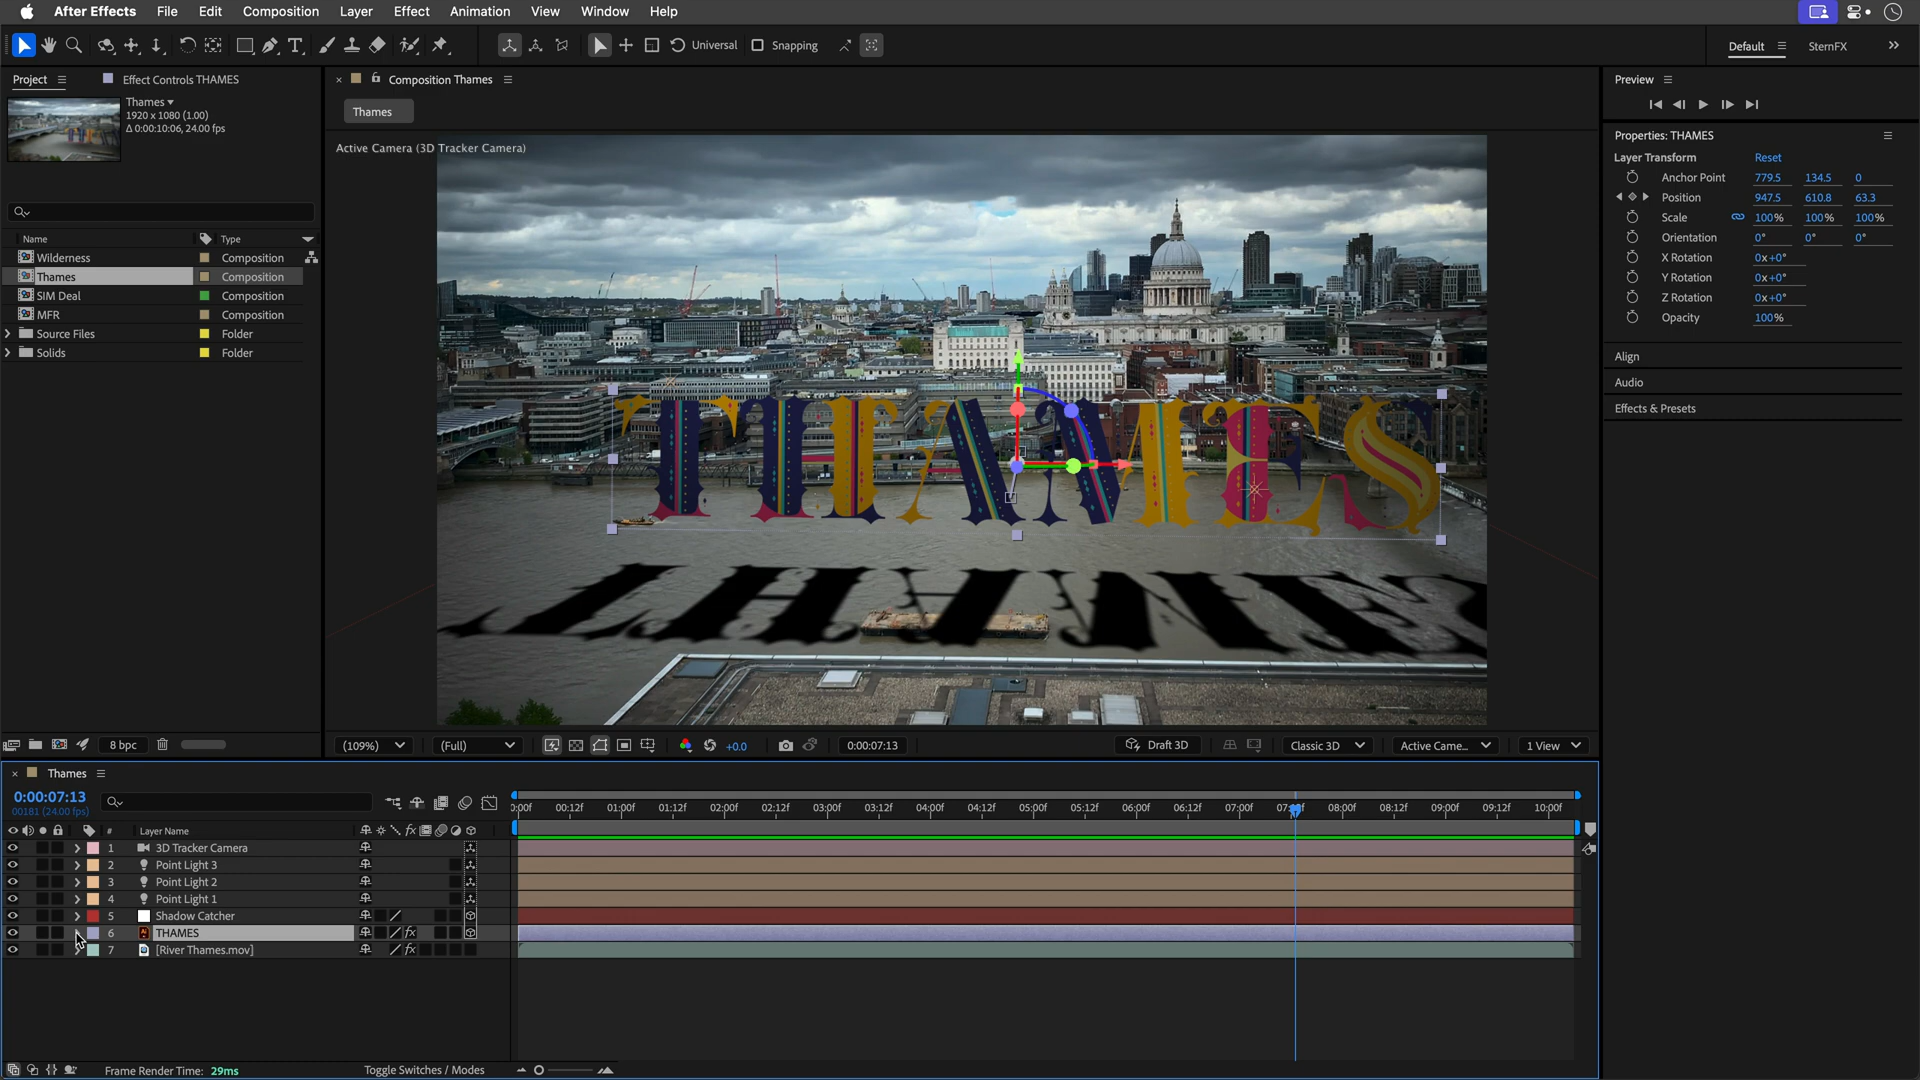 After Effects File Edit Composition Layer Effect Animation View Window Help
Universal Snapping Default SternFX
Project Effect Controls THAMES
Thames
1920 x 1080 (1.00)
Δ 0:00:10:06, 24.00 fps
Name Type
Wilderness Composition
Thames Composition
SIM Deal Composition
MFR Composition
Source Files Folder
Solids Folder
8 bpc
Composition Thames
Thames
Active Camera (3D Tracker Camera)
THAMES
(109%) (Full) +0.0 0:00:07:13 Draft 3D Classic 3D Active Came... 1 View
Preview
Properties: THAMES
Layer Transform Reset
Anchor Point 779.5 134.5 0
Position 947.5 610.8 63.3
Scale 100% 100% 100%
Orientation 0° 0° 0°
X Rotation 0x+0°
Y Rotation 0x+0°
Z Rotation 0x+0°
Opacity 100%
Align
Audio
Effects & Presets
Thames
0:00:07:13
00181 (24.00 fps)
00:12f 01:00f 01:12f 02:00f 02:12f 03:00f 03:12f 04:00f 04:12f 05:00f 05:12f 06:00f 06:12f 07:00f 08:00f 08:12f 09:00f 09:12f 10:00f
# Layer Name fx
1 3D Tracker Camera
2 Point Light 3
3 Point Light 2
4 Point Light 1
5 Shadow Catcher
6 Ai THAMES fx
7 [River Thames.mov] fx
Frame Render Time: 29ms Toggle Switches / Modes